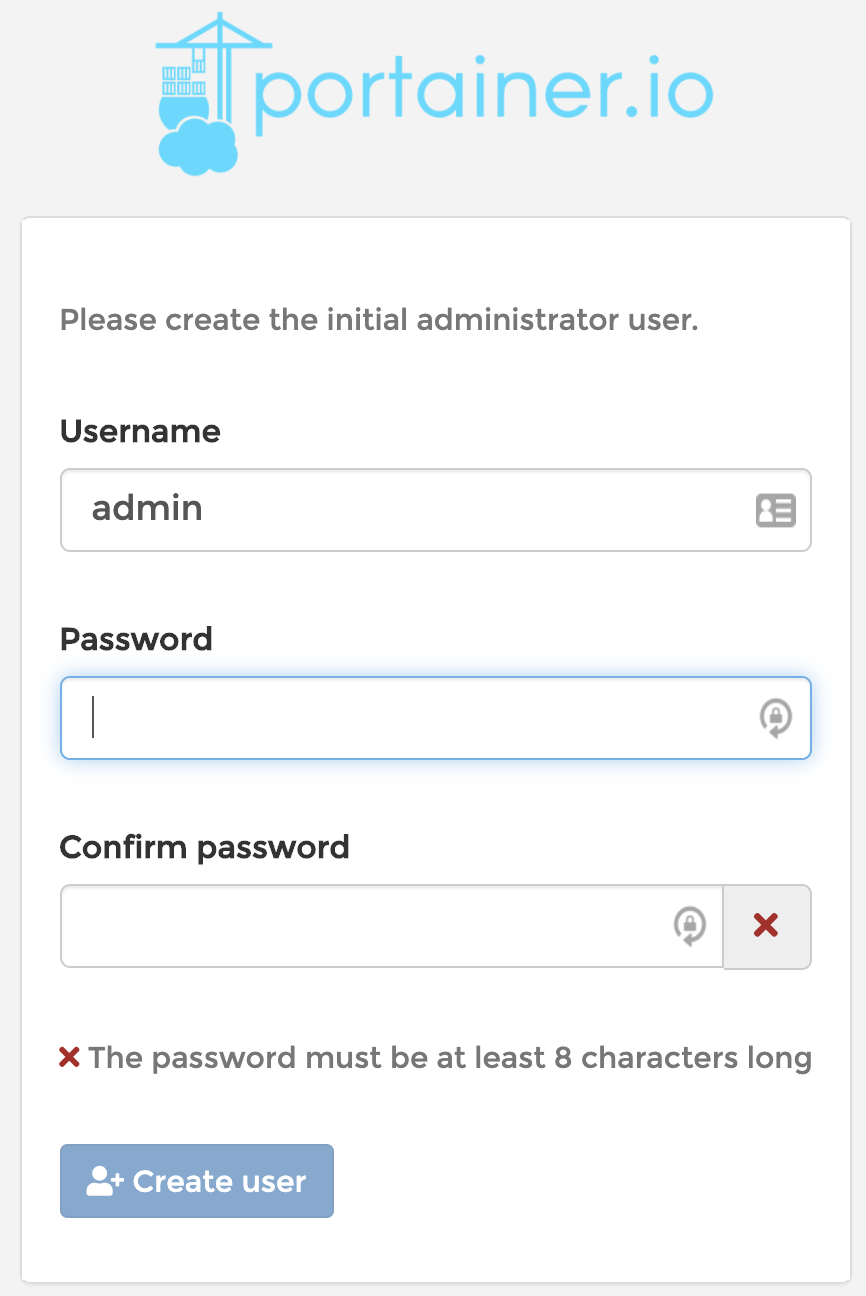 portainer.io
Please create the initial administrator user.
Username
admin
Password
Confirm password
The password must be at least 8 characters long
Create user